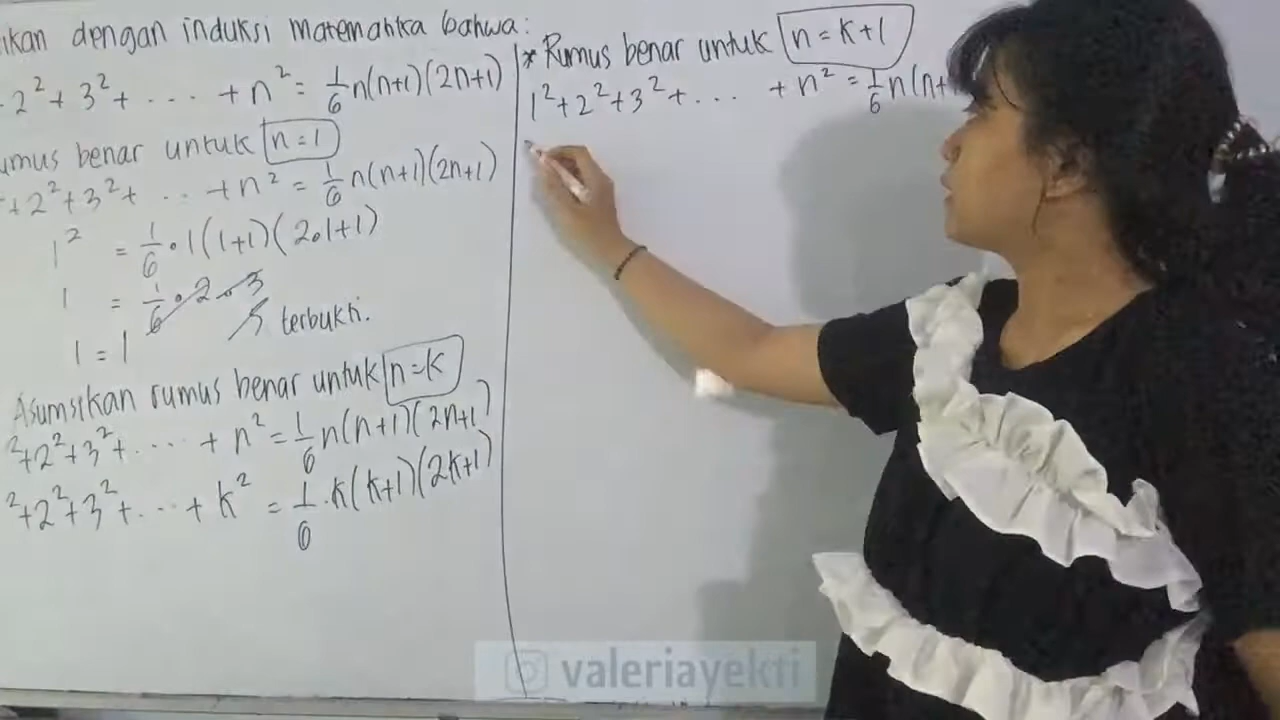 ikan dengan induksi matematika bahwa:
2² + 3² + . . . . + n² = 1/6 n(n+1)(2n+1)
umus benar untuk n = 1
+ 2² + 3² + . . . + n² = 1/6 n(n+1)(2n+1)
1² = 1/6 . 1(1+1)(2.1+1)
1 = 1/6 . 2 . 3
1 = 1 terbukti.
Asumsikan rumus benar untuk n = k
² + 2² + 3² + . . . . + n² = 1/6 n(n+1)(2n+1)
² + 2² + 3² + . . . . + k² = 1/6 . k(k+1)(2k+1)
* Rumus benar untuk n = k+1
1² + 2² + 3² + . . . . + n² = 1/6 n(n+
valeriayekti